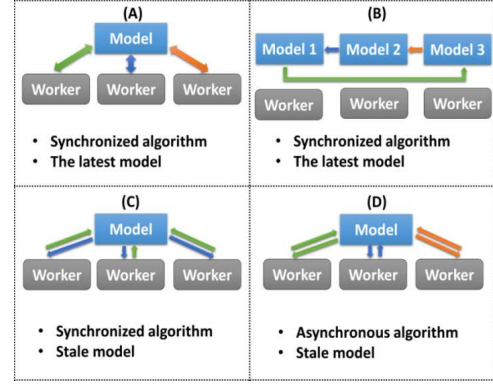 (A)
Model
Worker Worker Worker
• Synchronized algorithm
• The latest model
(B)
Model 1 Model 2 Model 3
Worker Worker Worker
• Synchronized algorithm
• The latest model
(C)
Model
Worker Worker Worker
• Synchronized algorithm
• Stale model
(D)
Model
Worker Worker Worker
• Asynchronous algorithm
• Stale model